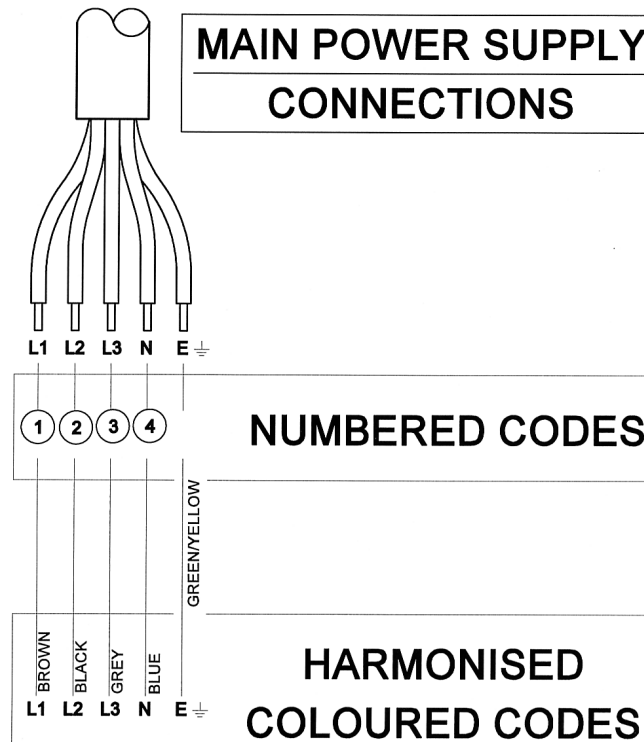 MAIN POWER SUPPLY
CONNECTIONS
L1 L2 L3 N E
1 2 3 4
NUMBERED CODES
GREEN/YELLOW
BROWN
BLACK
GREY
BLUE
L1 L2 L3 N E
HARMONISED
COLOURED CODES